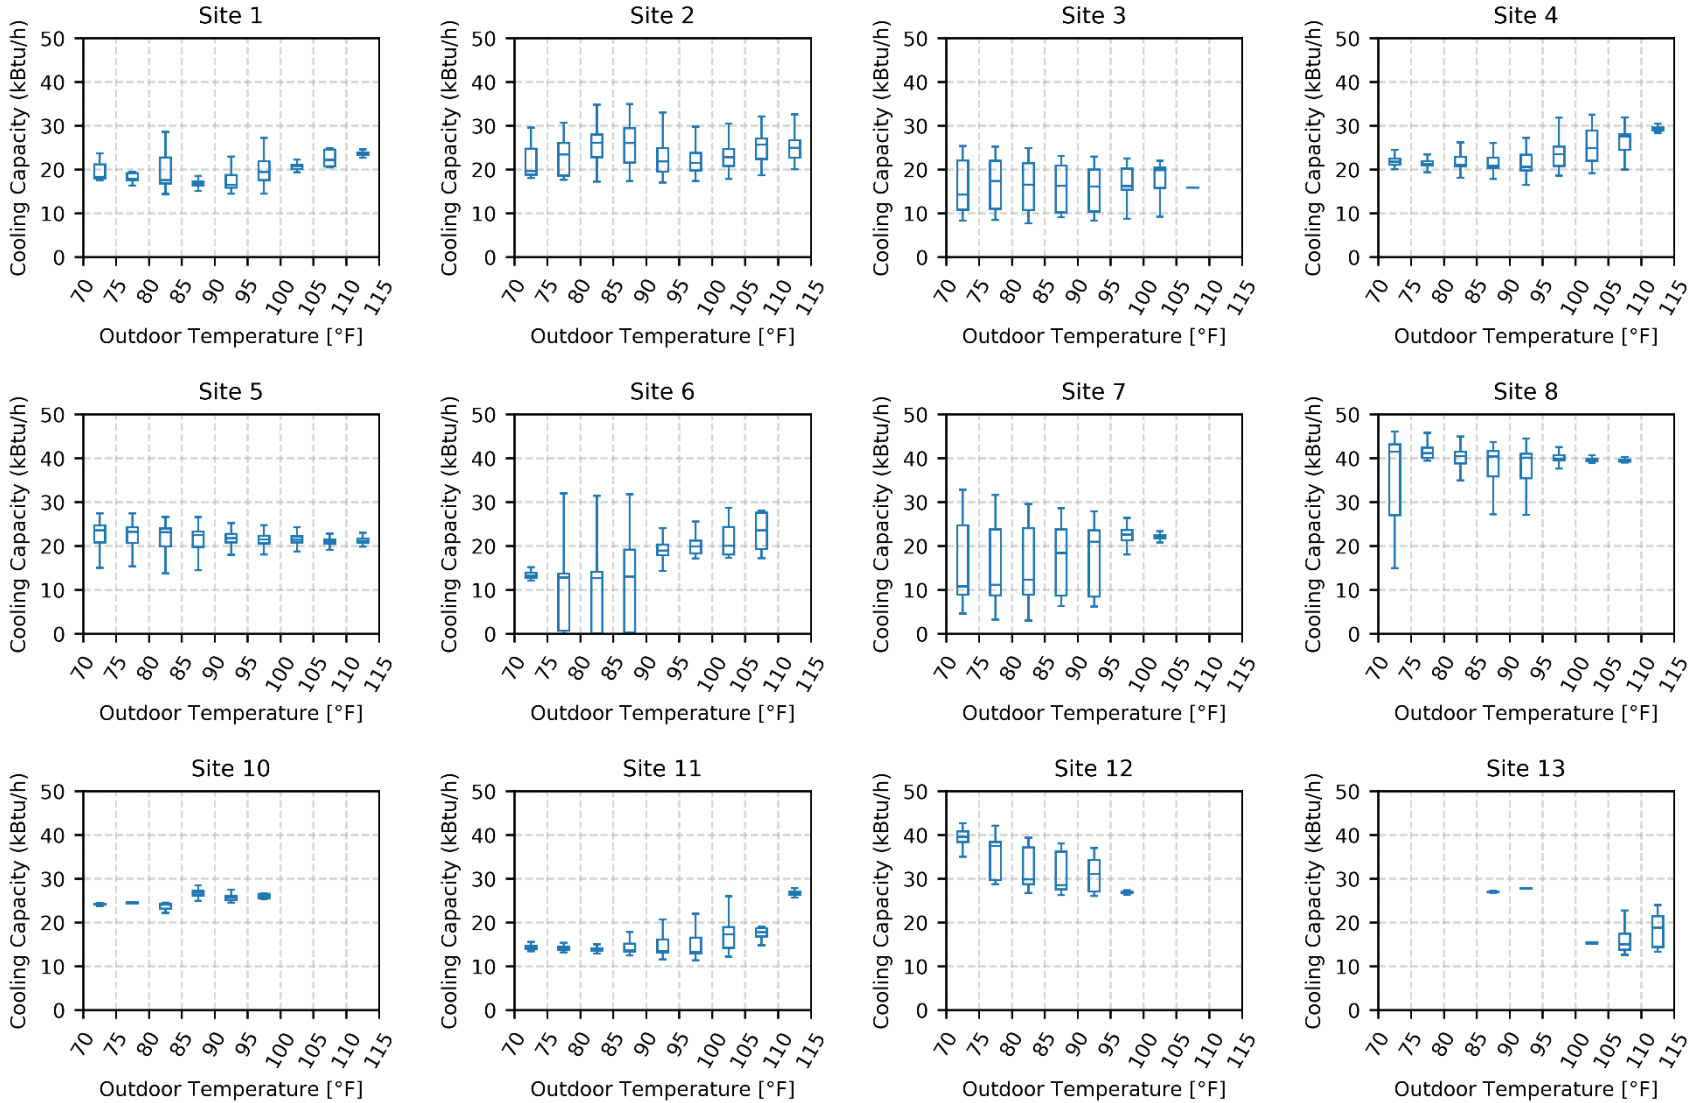 Site 1
Site 2
Site 3
Site 4
Cooling Capacity (kBtu/h)
50
40
30
20
10
0
70 75 80 85 90 95 100 105 110 115
Outdoor Temperature [°F]
Cooling Capacity (kBtu/h)
50
40
30
20
10
0
70 75 80 85 90 95 100 105 110 115
Outdoor Temperature [°F]
Cooling Capacity (kBtu/h)
50
40
30
20
10
0
70 75 80 85 90 95 100 105 110 115
Outdoor Temperature [°F]
Cooling Capacity (kBtu/h)
50
40
30
20
10
0
70 75 80 85 90 95 100 105 110 115
Outdoor Temperature [°F]
Site 5
Site 6
Site 7
Site 8
Cooling Capacity (kBtu/h)
50
40
30
20
10
0
70 75 80 85 90 95 100 105 110 115
Outdoor Temperature [°F]
Cooling Capacity (kBtu/h)
50
40
30
20
10
0
70 75 80 85 90 95 100 105 110 115
Outdoor Temperature [°F]
Cooling Capacity (kBtu/h)
50
40
30
20
10
0
70 75 80 85 90 95 100 105 110 115
Outdoor Temperature [°F]
Cooling Capacity (kBtu/h)
50
40
30
20
10
0
70 75 80 85 90 95 100 105 110 115
Outdoor Temperature [°F]
Site 10
Site 11
Site 12
Site 13
Cooling Capacity (kBtu/h)
50
40
30
20
10
0
70 75 80 85 90 95 100 105 110 115
Outdoor Temperature [°F]
Cooling Capacity (kBtu/h)
50
40
30
20
10
0
70 75 80 85 90 95 100 105 110 115
Outdoor Temperature [°F]
Cooling Capacity (kBtu/h)
50
40
30
20
10
0
70 75 80 85 90 95 100 105 110 115
Outdoor Temperature [°F]
Cooling Capacity (kBtu/h)
50
40
30
20
10
0
70 75 80 85 90 95 100 105 110 115
Outdoor Temperature [°F]